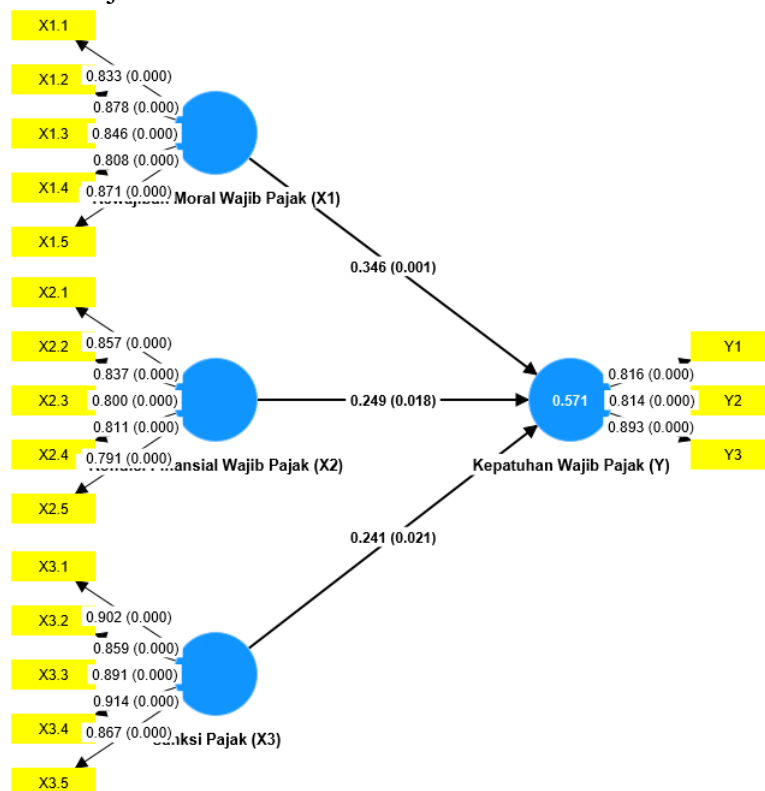 X1.1
0.833 (0.000)
X1.2
0.878 (0.000)
X1.3
0.846 (0.000)
0.808 (0.000)
X1.4
0.871 (0.000)
Moral Wajib Pajak (X1)
X1.5
0.346 (0.001)
X2.1
0.857 (0.000)
X2.2
0.837 (0.000)
X2.3
0.800 (0.000)
0.811 (0.000)
X2.4
0.791 (0.000)
Wajib Pajak (X2)
X2.5
0.249 (0.018)
0.571
Kepatuhan Wajib Pajak (Y)
0.816 (0.000)
Y1
0.814 (0.000)
Y2
0.893 (0.000)
Y3
0.241 (0.021)
X3.1
0.902 (0.000)
X3.2
0.859 (0.000)
X3.3
0.891 (0.000)
0.914 (0.000)
X3.4
0.867 (0.000)
Sanksi Pajak (X3)
X3.5